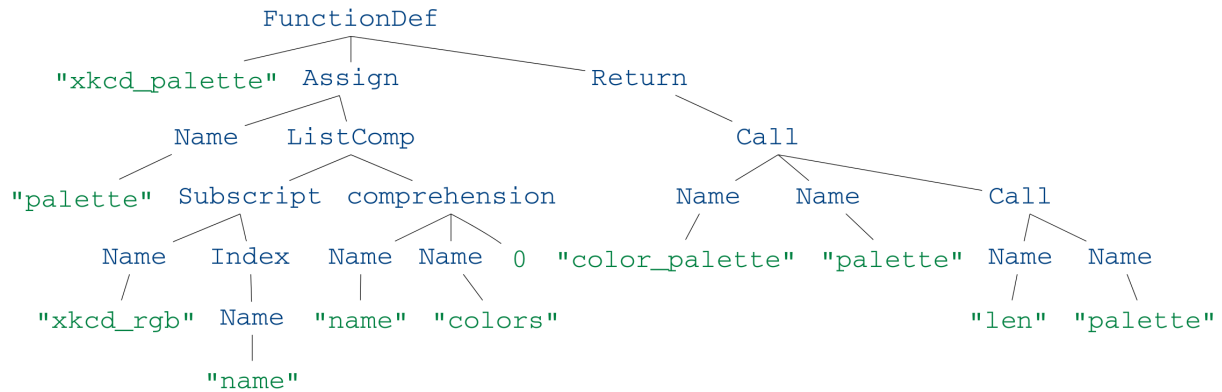 FunctionDef
"xkcd_palette" Assign Return
Name ListComp Call
"palette" Subscript comprehension Name Name Call
Name Index Name Name 0 "color_palette" "palette" Name Name
"xkcd_rgb" Name "name" "colors" "len" "palette"
"name"